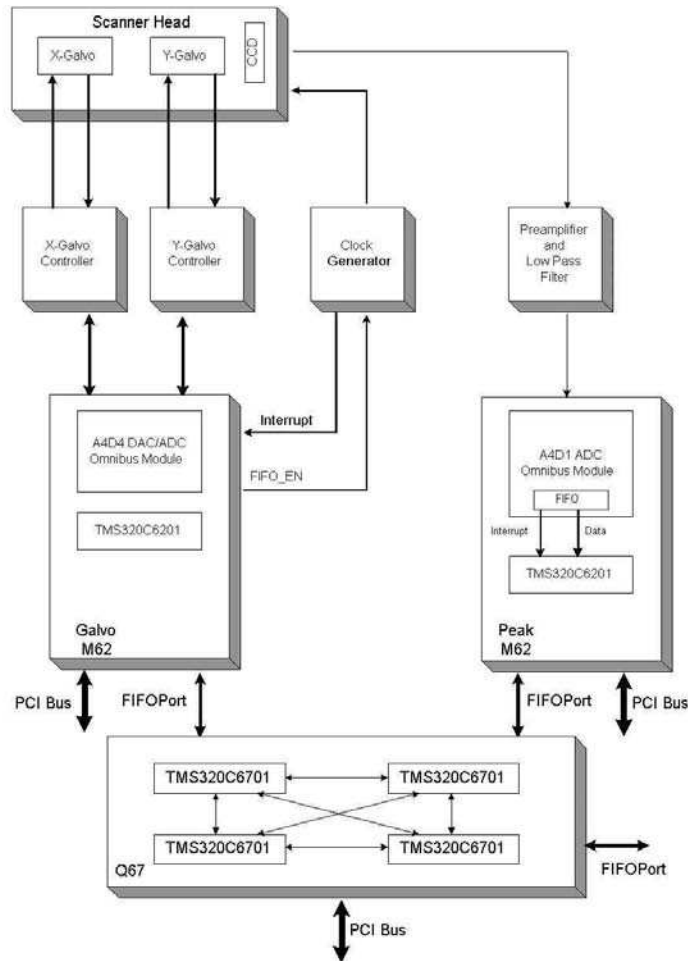 Scanner Head
X-Galvo
Y-Galvo
CCD
X-Galvo
Controller
Y-Galvo
Controller
Clock
Generator
Preamplifier
and
Low Pass
Filter
Interrupt
FIFO_EN
A4D4 DAC/ADC
Omnibus Module
TMS320C6201
Galvo
M62
A4D1 ADC
Omnibus Module
FIFO
Interrupt
Data
TMS320C6201
Peak
M62
PCI Bus
FIFOPort
FIFOPort
PCI Bus
TMS320C6701
TMS320C6701
TMS320C6701
TMS320C6701
Q67
FIFOPort
PCI Bus